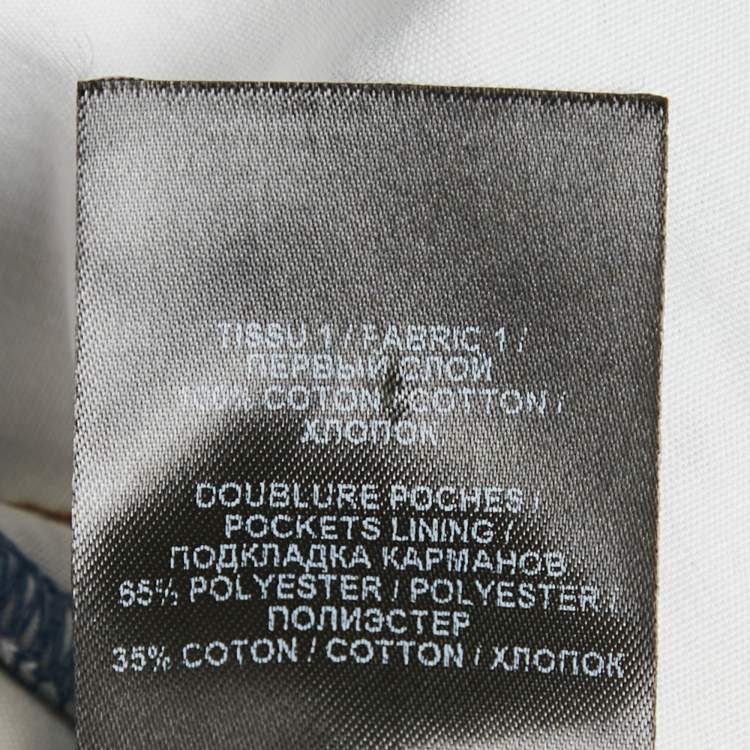 TISSU 1 / FABRIC 1 /
ПЕРВЫЙ СЛОЙ
100% COTON / COTTON /
ХЛОПОК
DOUBLURE POCHES /
POCKETS LINING /
ПОДКЛАДКА КАРМАНОВ
65% POLYESTER / POLYESTER /
ПОЛИЭСТЕР
35% COTON / COTTON / ХЛОПОК